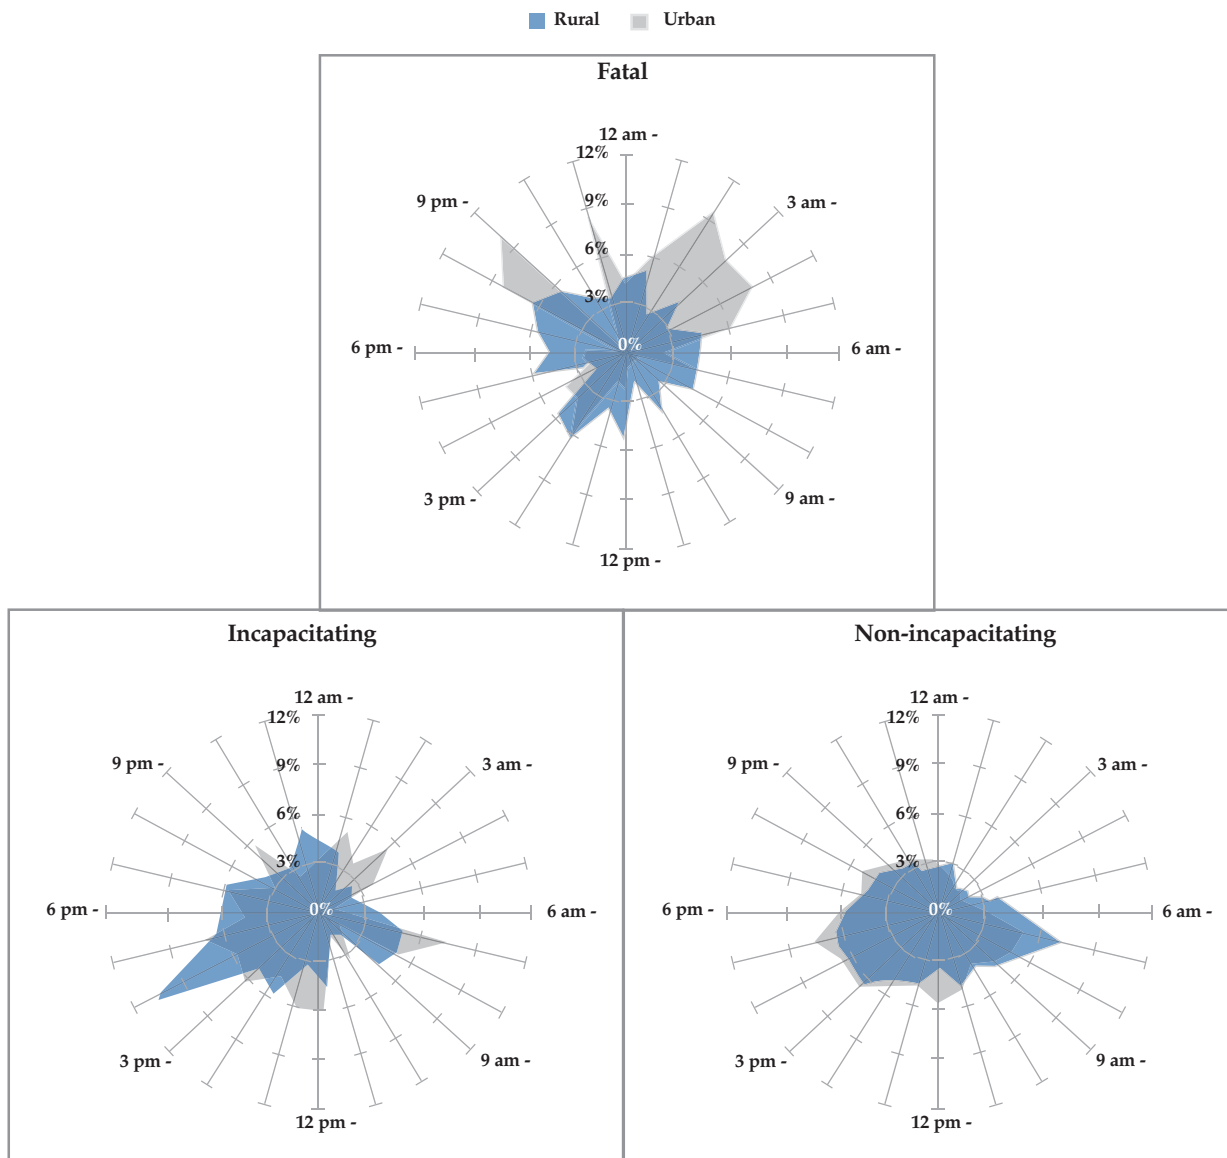 Rural Urban
Fatal
12 am -
12%
9%
9 pm -
3 am -
6%
3%
0%
6 pm -
6 am -
3 pm -
9 am -
12 pm -
Incapacitating
12 am -
12%
9 pm -
3 am -
9%
6%
3%
0%
6 pm -
6 am -
3 pm -
9 am -
12 pm -
Non-incapacitating
12 am -
12%
9 pm -
3 am -
9%
6%
3%
0%
6 pm -
6 am -
3 pm -
9 am -
12 pm -